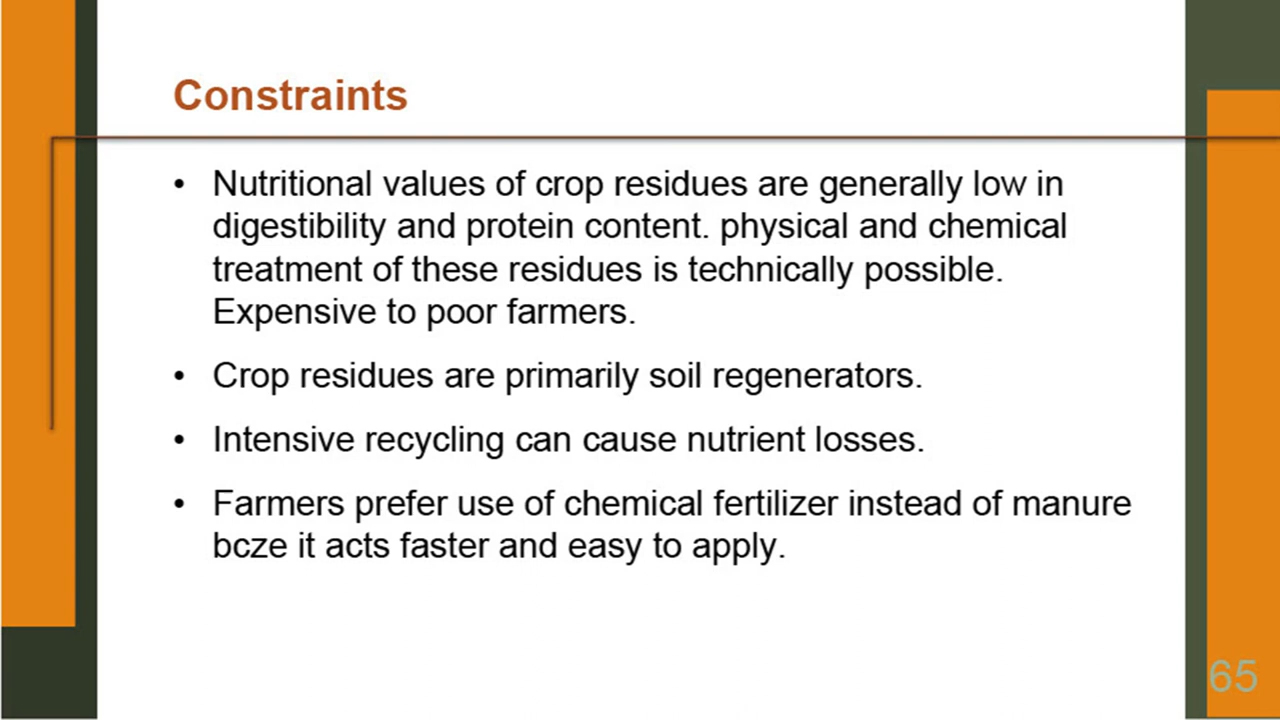 Constraints
• Nutritional values of crop residues are generally low in
digestibility and protein content. physical and chemical
treatment of these residues is technically possible.
Expensive to poor farmers.
• Crop residues are primarily soil regenerators.
• Intensive recycling can cause nutrient losses.
• Farmers prefer use of chemical fertilizer instead of manure
bcze it acts faster and easy to apply.
65